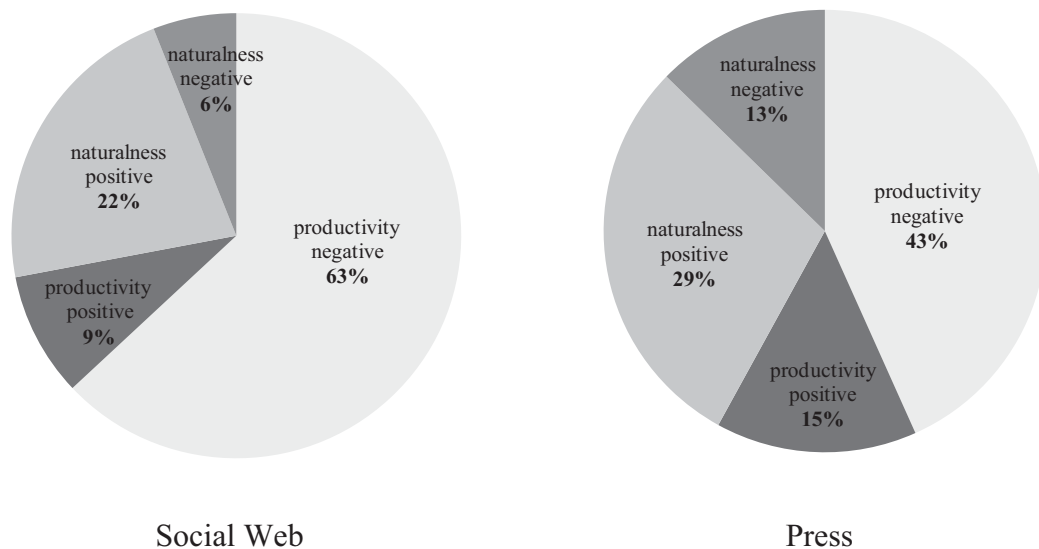 naturalness
negative
6%
naturalness
positive
22%
productivity
negative
63%
productivity
positive
9%
Social Web
naturalness
negative
13%
productivity
negative
43%
naturalness
positive
29%
productivity
positive
15%
Press